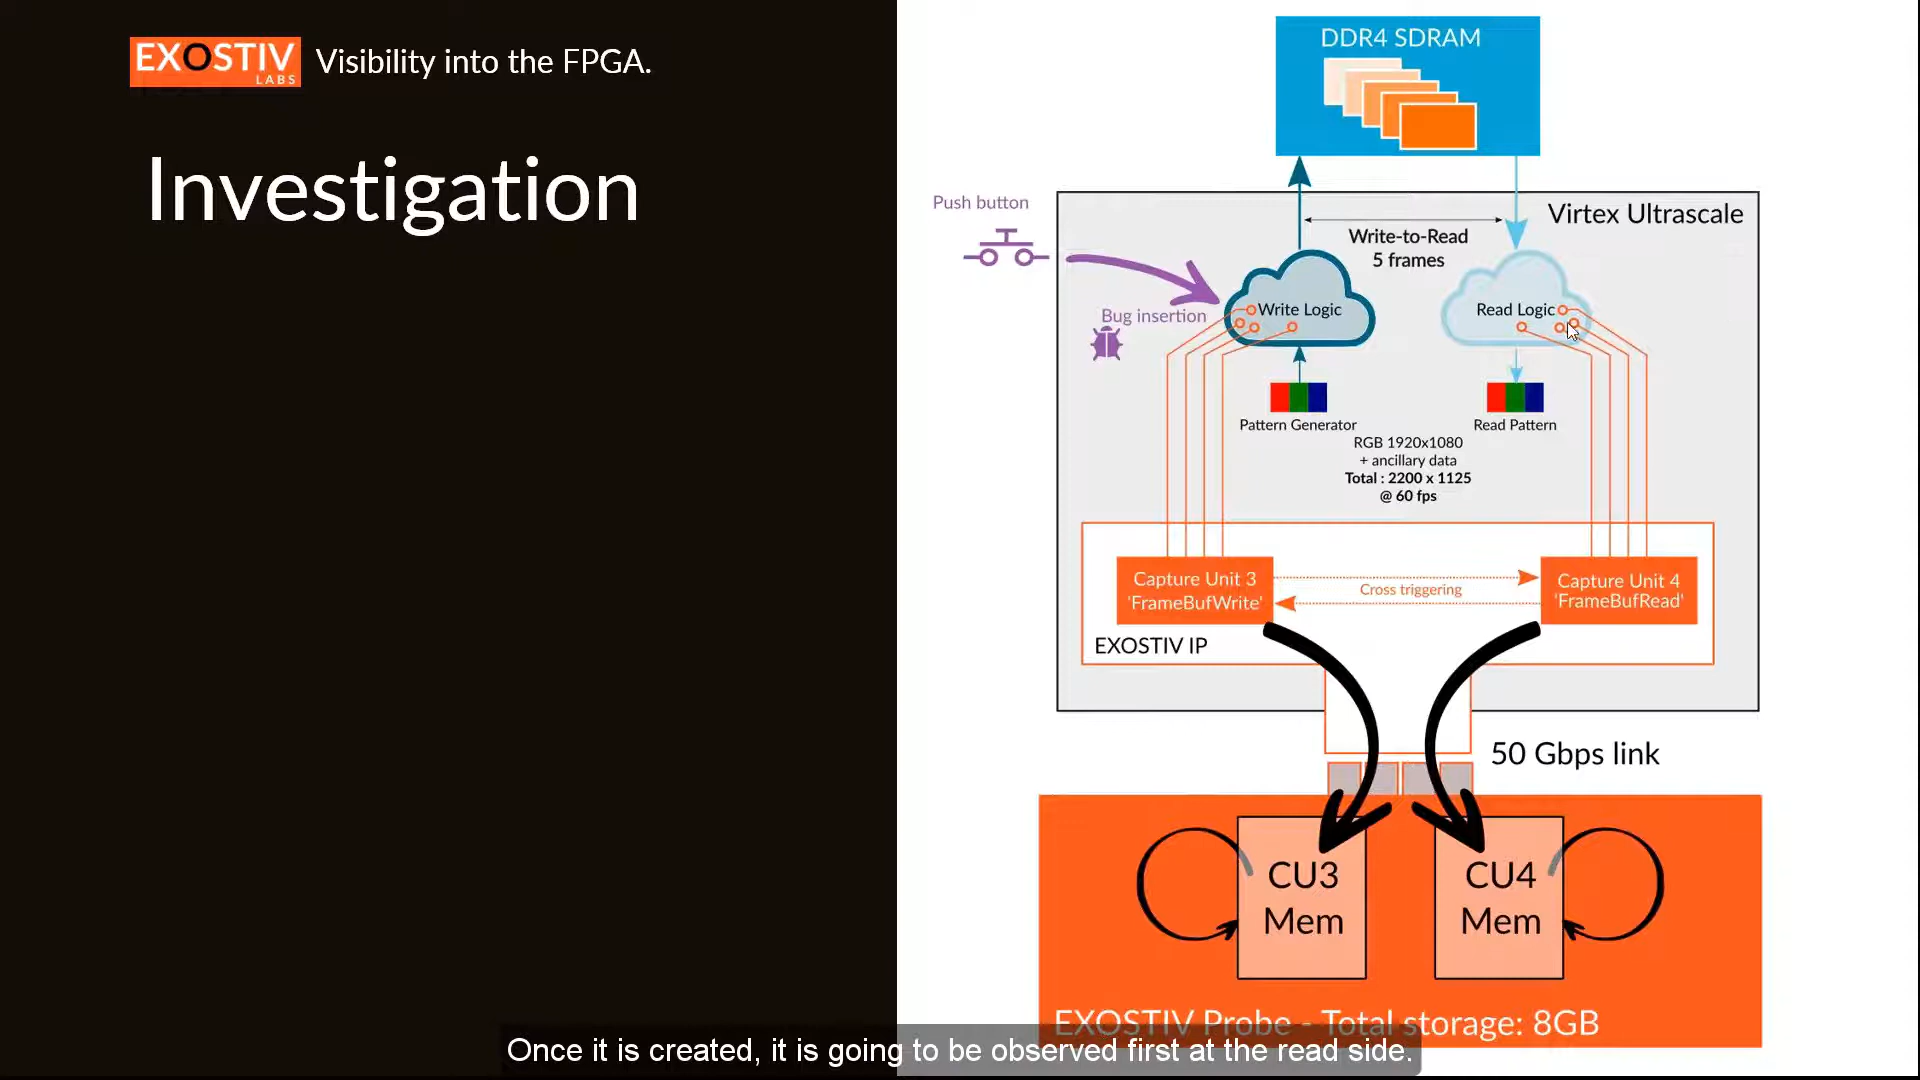 EXOSTIV
LABS
Visibility into the FPGA.
Investigation
DDR4 SDRAM
Push button
Virtex Ultrascale
Write-to-Read
5 frames
Bug insertion
Write Logic
Read Logic
Pattern Generator
Read Pattern
RGB 1920x1080
+ ancillary data
Total : 2200 x 1125
@ 60 fps
Capture Unit 3
'FrameBufWrite'
Cross triggering
Capture Unit 4
'FrameBufRead'
EXOSTIV IP
50 Gbps link
CU3
Mem
CU4
Mem
EXOSTIV Probe - Total storage: 8GB
Once it is created, it is going to be observed first at the read side.